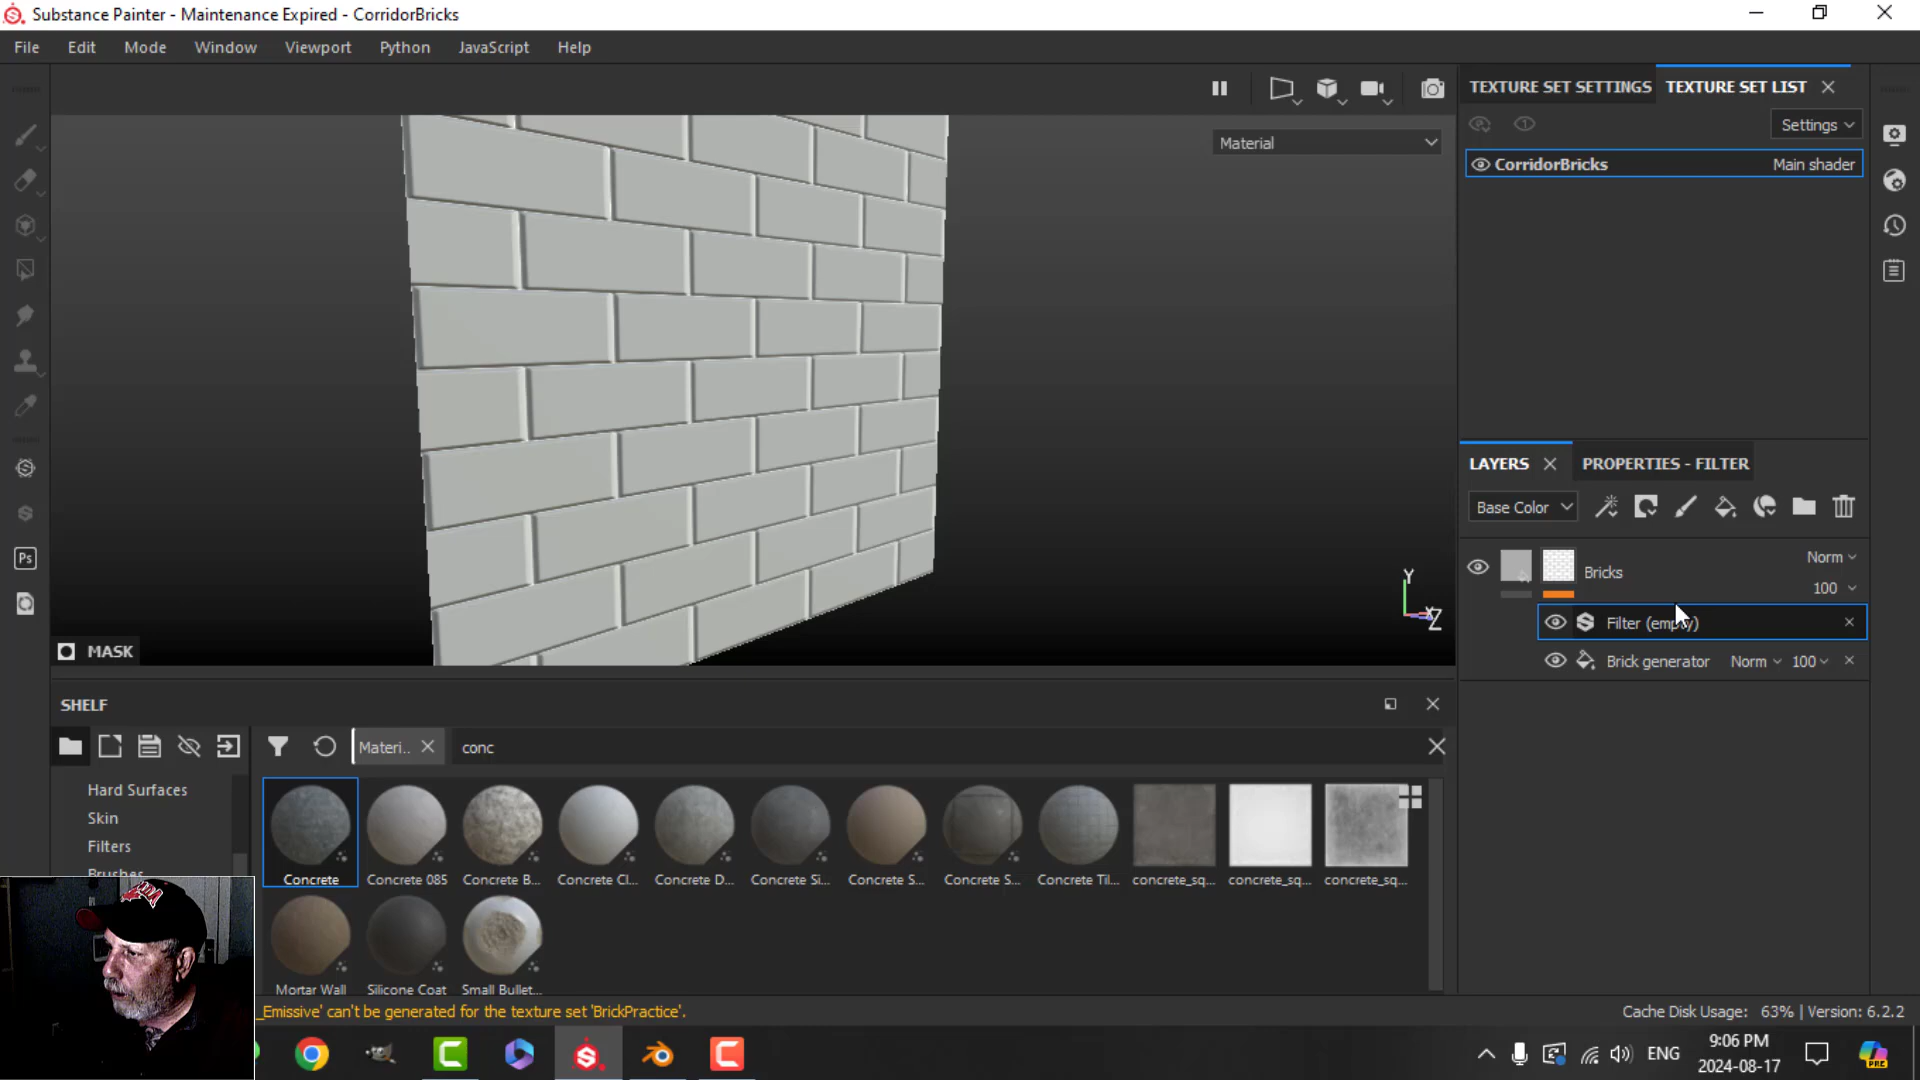 Substance Painter - Maintenance Expired - CorridorBricks
File Edit Mode Window Viewport Python JavaScript Help
TEXTURE SET SETTINGS TEXTURE SET LIST
Settings
Material
CorridorBricks Main shader
LAYERS PROPERTIES - FILTER
Base Color
Norm
Bricks
100
Filter (empty)
Brick generator Norm 100
Y
Z
MASK
Ps
SHELF
Materi.. conc
Hard Surfaces
Skin
Filters
Brushes
Concrete Concrete 085 Concrete B... Concrete Cl... Concrete D... Concrete Si... Concrete S... Concrete S... Concrete Til... concrete_sq... concrete_sq... concrete_sq...
Mortar Wall Silicone Coat Small Bullet...
_Emissive' can't be generated for the texture set 'BrickPractice'.
Cache Disk Usage: 63% | Version: 6.2.2
ENG
9:06 PM
2024-08-17